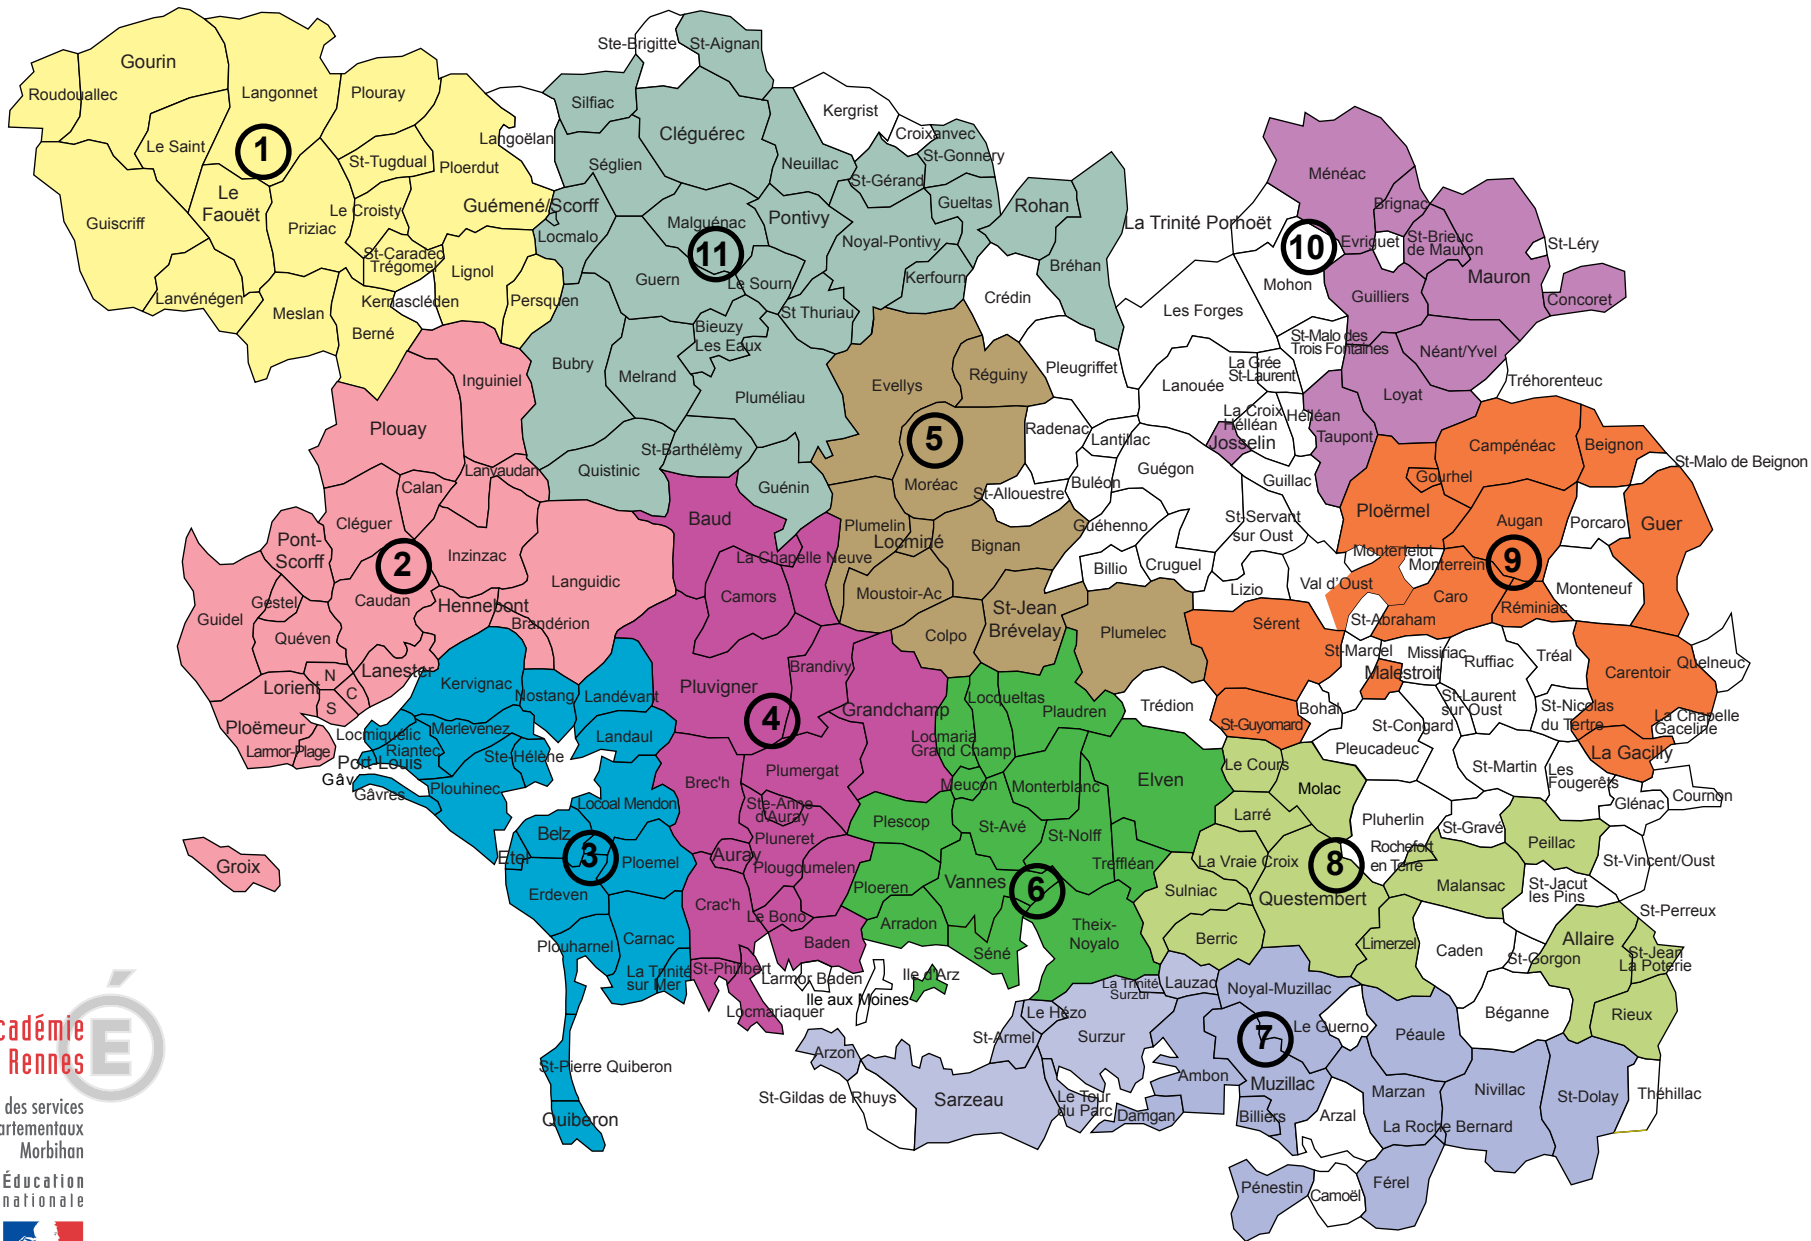 Gourin
Roudouallec
Langonnet
Plouray
Le Saint
1
St-Tugdual
Ploerdut
Guiscriff
Le
Faouët
Priziac
Le Croisty
Guémené/Scorff
St-Caradec
Trégomel
Lignol
Lanvénégen
Meslan
Kernascléden
Persquen
Berné
Langoëlan
Ste-Brigitte
St-Aignan
Silfiac
Cléguérec
Kergrist
Croixanvec
Séglien
Neuillac
St-Gonnery
St-Gérand
Gueltas
Rohan
Locmalo
Malguénac
Pontivy
11
Noyal-Pontivy
Bréhan
Guern
Le Sourn
Kerfourn
Crédin
St Thuriau
Bieuzy
Les Eaux
Bubry
Melrand
Pluméliau
St-Barthélèmy
Quistinic
Guénin
La Trinité Porhoët
Ménéac
Brignac
10
Evriguet
St-Brieuc
de Mauron
St-Léry
Mauron
Mohon
Guilliers
Concoret
Les Forges
St-Malo des
Trois Fontaines
Néant/Yvel
La Grée
St-Laurent
Lanouée
Loyat
Tréhorenteuc
La Croix
Helléan
Helléan
Josselin
Taupont
Evellys
Réguiny
Pleugriffet
5
Radenac
Lantillac
Moréac
St-Allouestre
Buléon
Guégon
Guillac
Plumelin
Locminé
Bignan
Guéhenno
St-Servant
sur Oust
Billio
Cruguel
Lizio
Moustoir-Ac
St-Jean
Brévelay
Colpo
Plumelec
Inguiniel
Plouay
Lanvaudan
Calan
Cléguer
Pont-
Scorff
2
Inzinzac
Languidic
Guidel
Gestel
Caudan
Hennebont
Brandérion
Quéven
Lanester
N
Lorient
C
S
Ploëmeur
Larmor-Plage
Groix
Kervignac
Nostang
Landévant
Merlevenez
Locmiquélic
Riantec
Port-Louis
Ste-Hélène
Landaul
Gâv
Gâvres
Plouhinec
Locoal Mendon
Belz
3
Etel
Ploemel
Erdeven
Plouharnel
Carnac
La Trinité
sur Mer
St-Pierre Quiberon
Quiberon
Baud
La Chapelle Neuve
Camors
Brandivy
Pluvigner
4
Grandchamp
Brec'h
Plumergat
Ste-Anne
d'Auray
Pluneret
Auray
Plougoumelen
Crac'h
Le Bono
Baden
St-Philibert
Locmariaquer
Larmor Baden
Ile aux Moines
Ile d'Arz
Locqueltas
Plaudren
Locmaria
Grand Champ
Meucon
Monterblanc
Elven
Plescop
St-Avé
St-Nolff
Treffléan
Ploeren
Vannes
6
Arradon
Theix-
Noyalo
Séné
Trédion
Campénéac
Beignon
St-Malo de Beignon
Gourhel
Ploërmel
Augan
Porcaro
Guer
Montertelot
Monterrein
9
Val d'Oust
Caro
Réminiac
Monteneuf
Sérent
St-Abraham
St-Marcel
Missiriac
Malestroit
Ruffiac
Tréal
Carentoir
Quelneuc
St-Guyomard
Bohal
St-Laurent
sur Oust
St-Congard
St-Nicolas
du Tertre
La Chapelle
Gaceline
Pleucadeuc
La Gacilly
St-Martin
Les
Fougerêts
Glénac
Cournon
Le Cours
Molac
Larré
Pluherlin
St-Gravé
Peillac
La Vraie Croix
8
Rochefort
en Terre
St-Vincent/Oust
Sulniac
Questembert
Malansac
St-Jacut
les Pins
St-Perreux
Berric
Limerzel
Caden
Allaire
St-Gorgon
St-Jean
La Poterie
Béganne
Rieux
La Trinité
Surzur
Lauzac
Noyal-Muzillac
Le Hézo
St-Armel
Surzur
7
Le Guerno
Péaule
Arzon
St-Gildas de Rhuys
Sarzeau
Le Tour
du Parc
Ambon
Damgan
Muzillac
Billiers
Arzal
Marzan
Nivillac
St-Dolay
Théhillac
La Roche Bernard
Pénestin
Camoël
Férel
cadémie
Rennes
É
des services
artementaux
Morbihan
Éducation
nationale